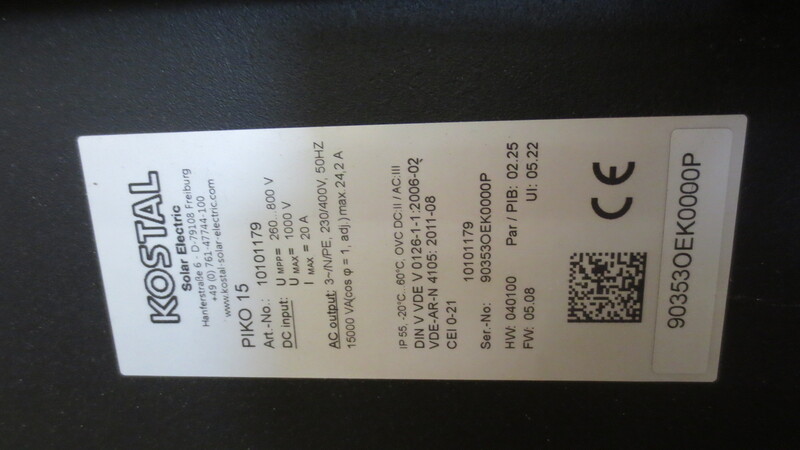 KOSTAL
Solar Electric
Hanferstraße 6 - D-79108 Freiburg
+49 (0) 761-47744-100
www.kostal-solar-electric.com
PIKO 15
Art.-No.: 10101179
DC input: U MPP = 260...800 V
U MAX = 1000 V
I MAX = 20 A
AC output: 3~/N/PE, 230/400V, 50HZ
15000 VA(cos φ = 1, adj.) max. 24,2 A
IP 55, -20°C... 60°C, OVC DC:II / AC:III
DIN V VDE V 0126-1-1:2006-02
VDE-AR-N 4105: 2011-08
CEI 0-21
10101179
Ser.-No: 90353OEK0000P
HW: 040100 Par / PIB: 02.25
FW: 05.08 UI: 05.22
CE
90353OEK0000P